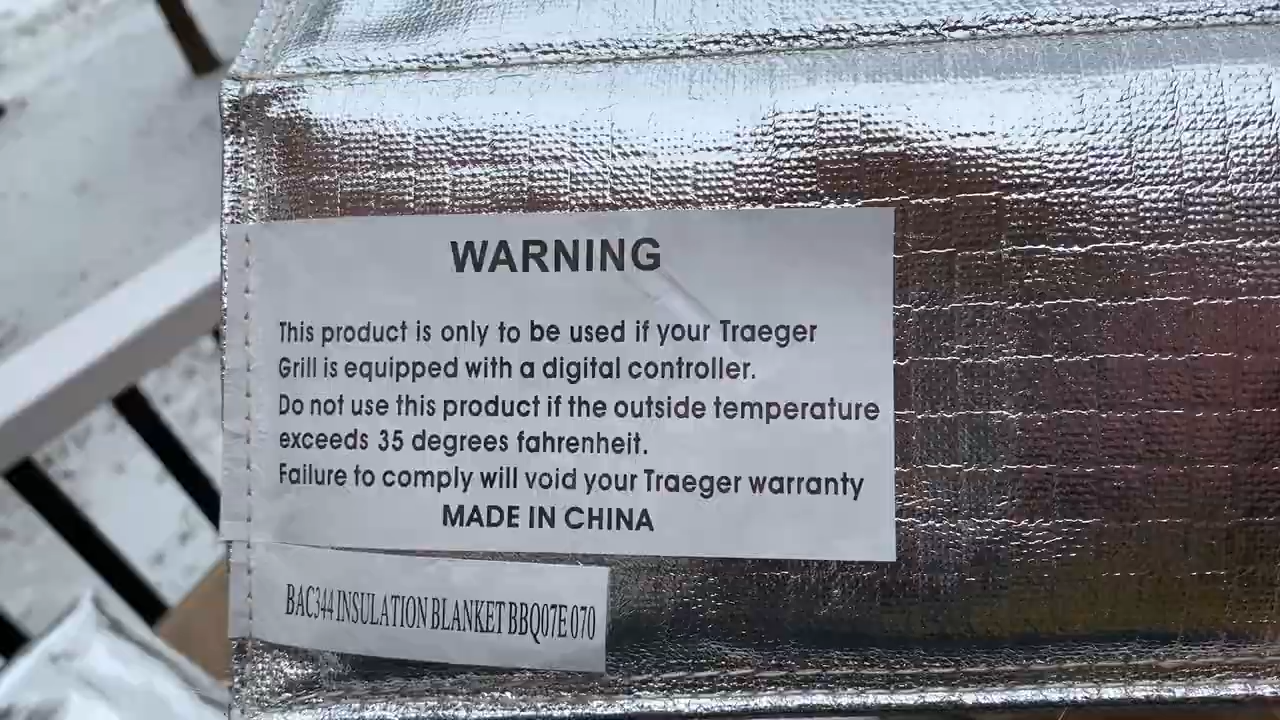 WARNING
This product is only to be used if your Traeger
Grill is equipped with a digital controller.
Do not use this product if the outside temperature
exceeds 35 degrees fahrenheit.
Failure to comply will void your Traeger warranty
MADE IN CHINA
BAC344 INSULATION BLANKET BBQ07E 070